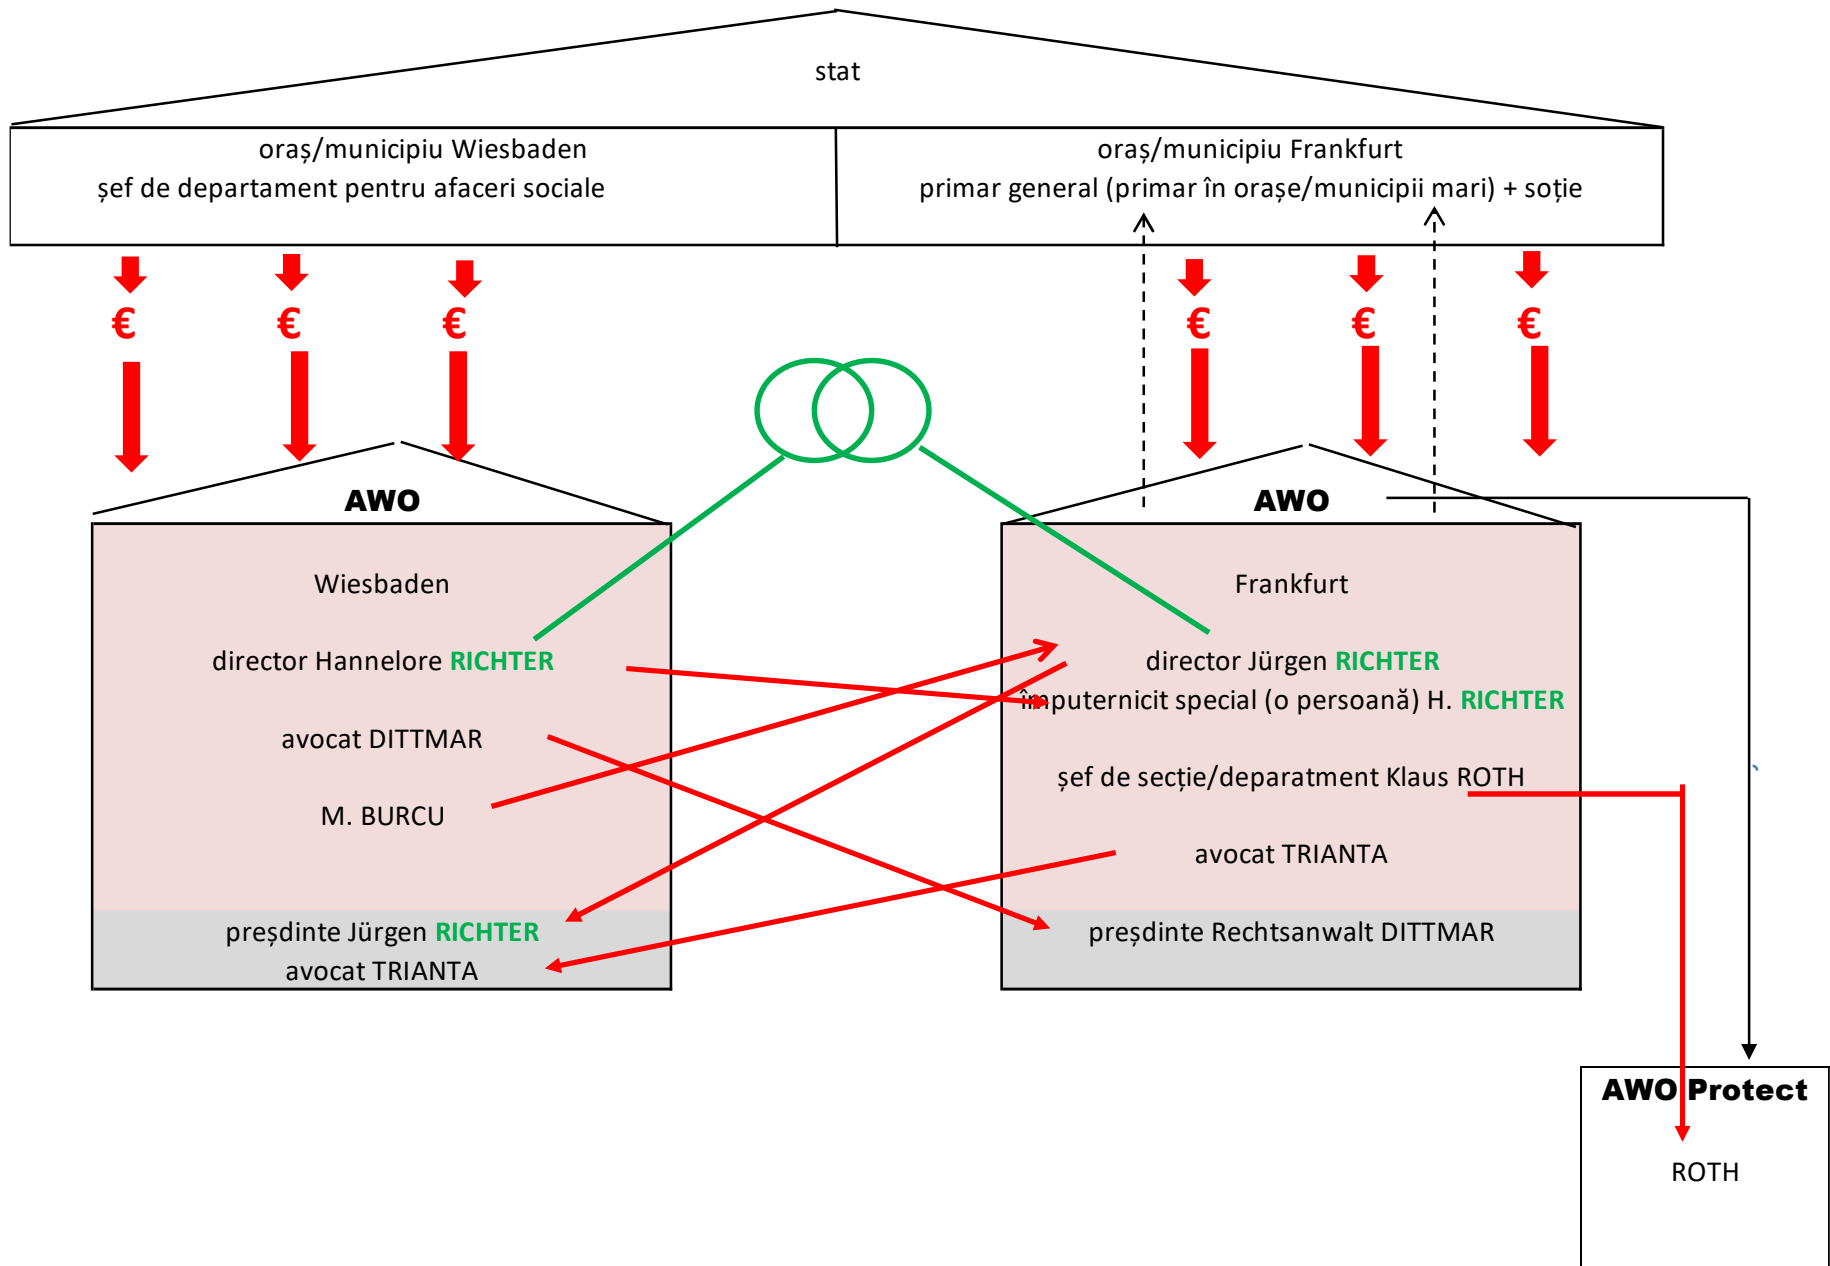 stat
oraș/municipiu Wiesbaden
șef de departament pentru afaceri sociale
oraș/municipiu Frankfurt
primar general (primar în orașe/municipii mari) + soție
€ € €
€ € €
AWO
Wiesbaden
director Hannelore RICHTER
avocat DITTMAR
M. BURCU
preșdinte Jürgen RICHTER
avocat TRIANTA
AWO
Frankfurt
director Jürgen RICHTER
împuternicit special (o persoană) H. RICHTER
șef de secție/deparatment Klaus ROTH
avocat TRIANTA
preșdinte Rechtsanwalt DITTMAR
AWO Protect
ROTH